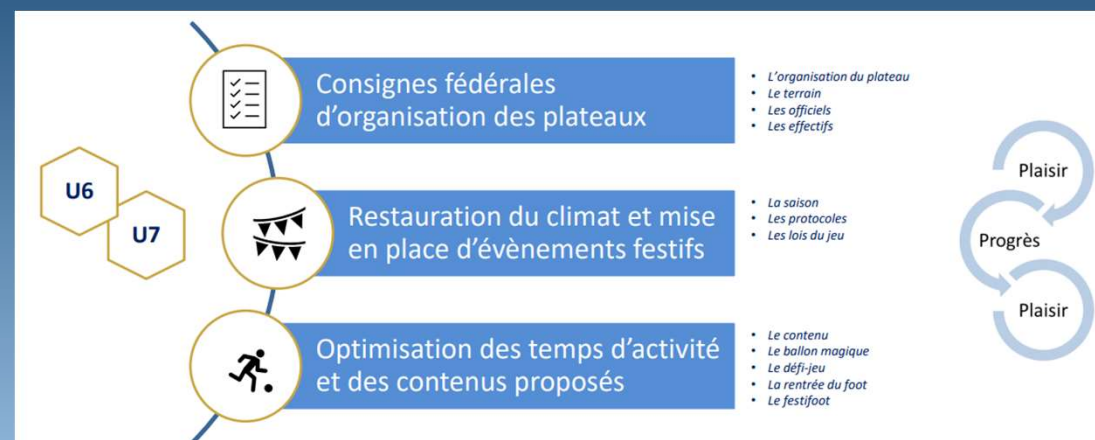 Consignes fédérales
d'organisation des plateaux
• L'organisation du plateau
• Le terrain
• Les officiels
• Les effectifs
U6
U7
Restauration du climat et mise
en place d'évènements festifs
• La saison
• Les protocoles
• Les lois du jeu
Optimisation des temps d'activité
et des contenus proposés
• Le contenu
• Le ballon magique
• Le défi-jeu
• La rentrée du foot
• Le festifoot
Plaisir
Progrès
Plaisir